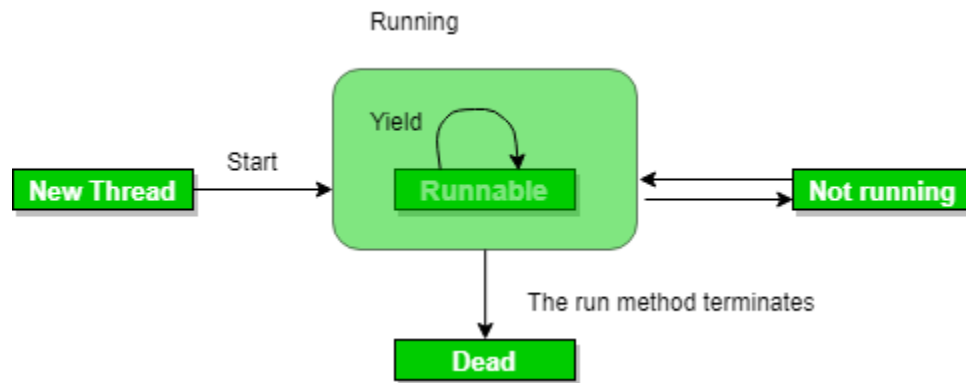 Running
Yield
Start
New Thread
Runnable
Not running
The run method terminates
Dead